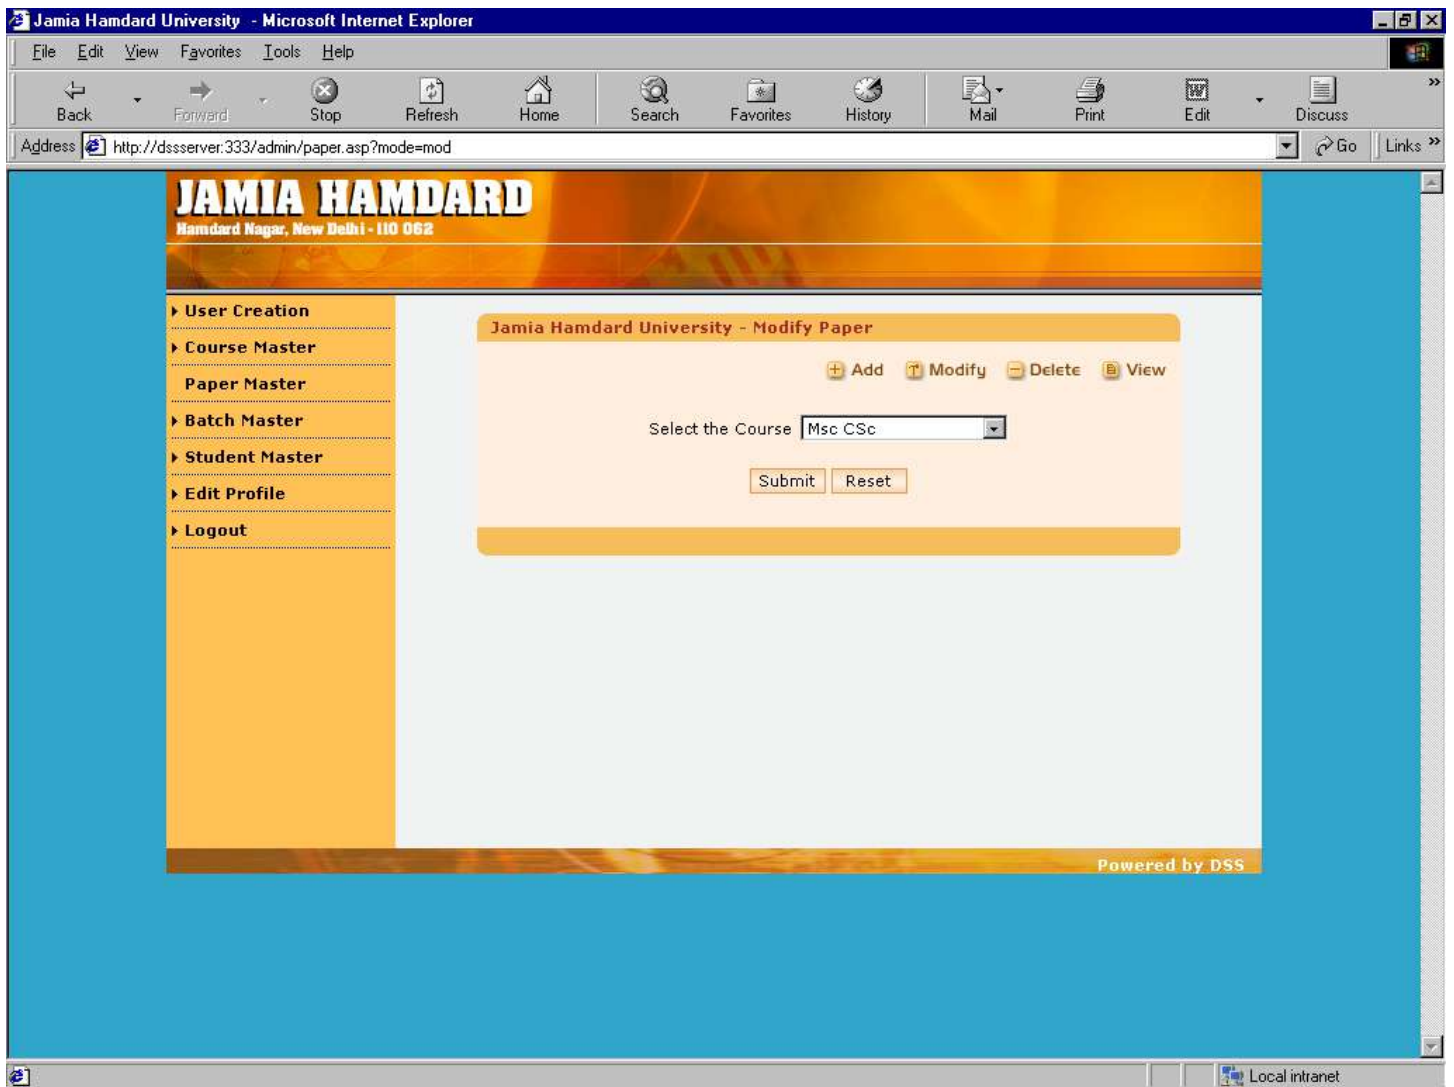 Jamia Hamdard University - Microsoft Internet Explorer
File Edit View Favorites Tools Help
Back Forward Stop Refresh Home Search Favorites History Mail Print Edit Discuss »
Address http://dssserver:333/admin/paper.asp?mode=mod Go Links »
JAMIA HAMDARD
Hamdard Nagar, New Delhi - 110 062
User Creation
Course Master
Paper Master
Batch Master
Student Master
Edit Profile
Logout
Jamia Hamdard University - Modify Paper
Add Modify Delete View
Select the Course Msc CSc
Submit Reset
Powered by DSS
Local intranet